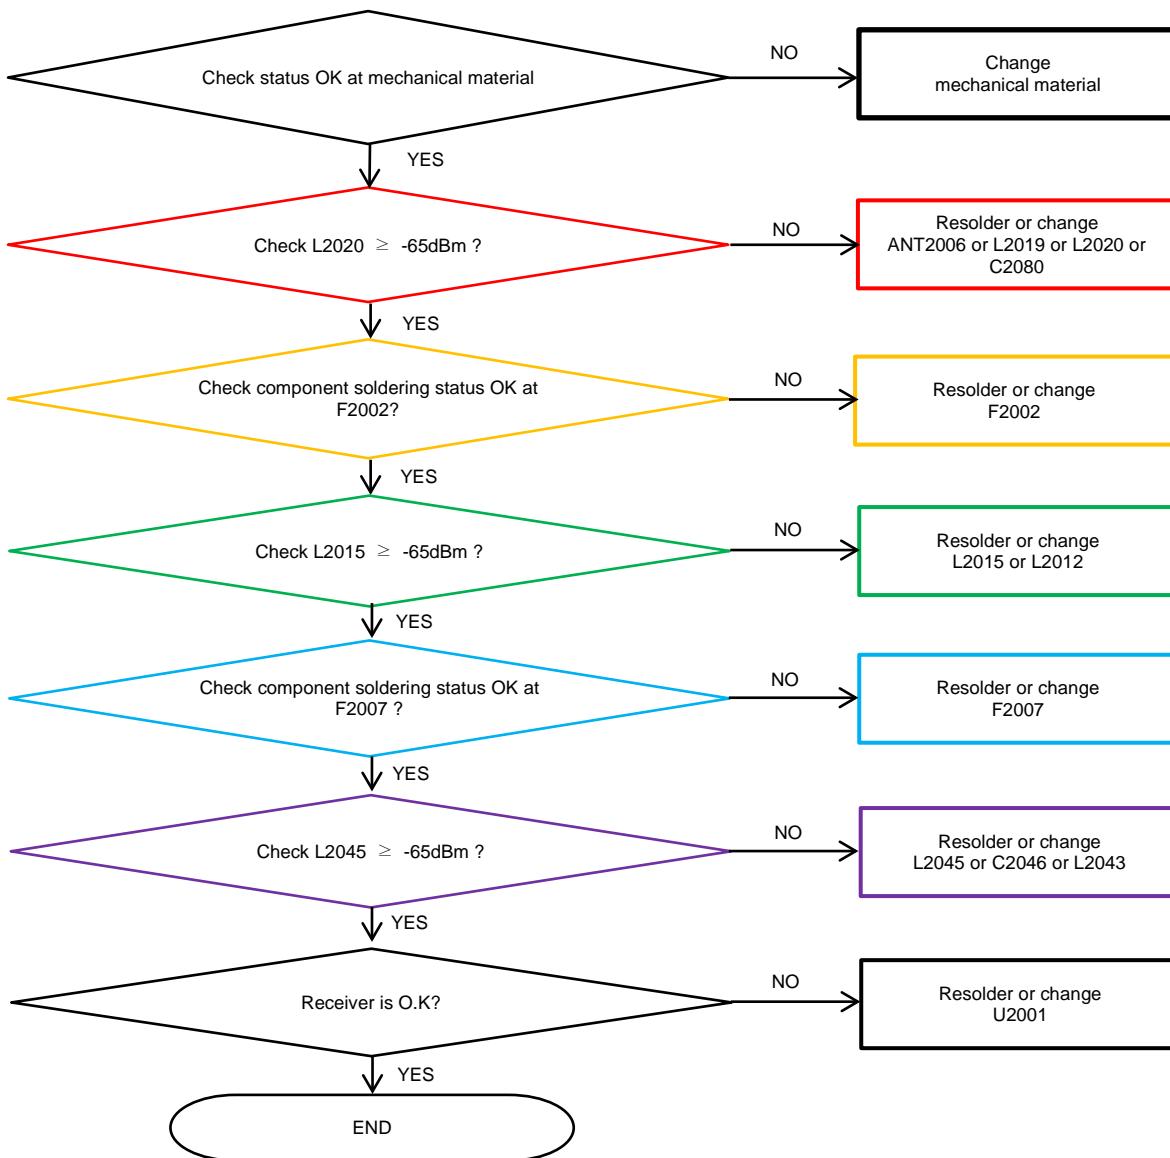 Check status OK at mechanical material
NO
Change
mechanical material
YES
Check L2020 ≥ -65dBm ?
NO
Resolder or change
ANT2006 or L2019 or L2020 or
C2080
YES
Check component soldering status OK at
F2002?
NO
Resolder or change
F2002
YES
Check L2015 ≥ -65dBm ?
NO
Resolder or change
L2015 or L2012
YES
Check component soldering status OK at
F2007 ?
NO
Resolder or change
F2007
YES
Check L2045 ≥ -65dBm ?
NO
Resolder or change
L2045 or C2046 or L2043
YES
Receiver is O.K?
NO
Resolder or change
U2001
YES
END